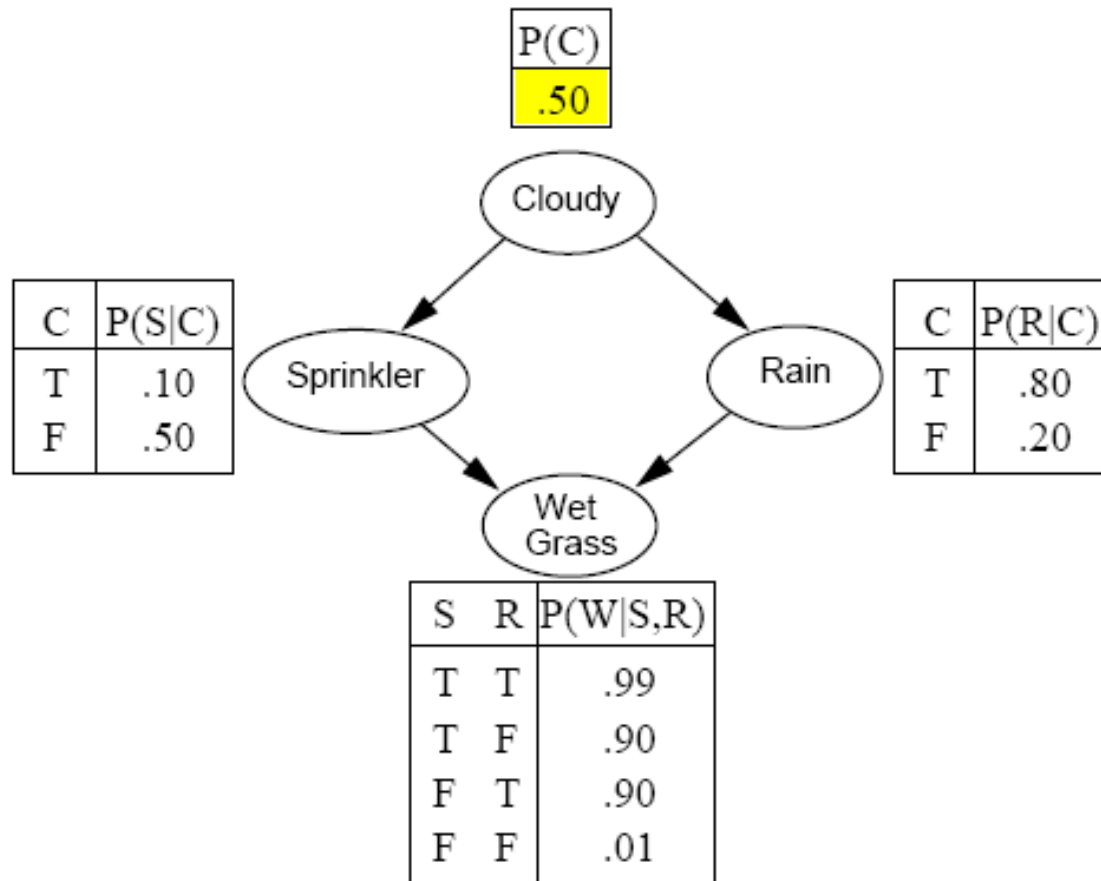 P(C)
.50
Cloudy
C P(S|C)
T .10
F .50
Sprinkler
Rain
C P(R|C)
T .80
F .20
Wet
Grass
S R P(W|S,R)
T T .99
T F .90
F T .90
F F .01